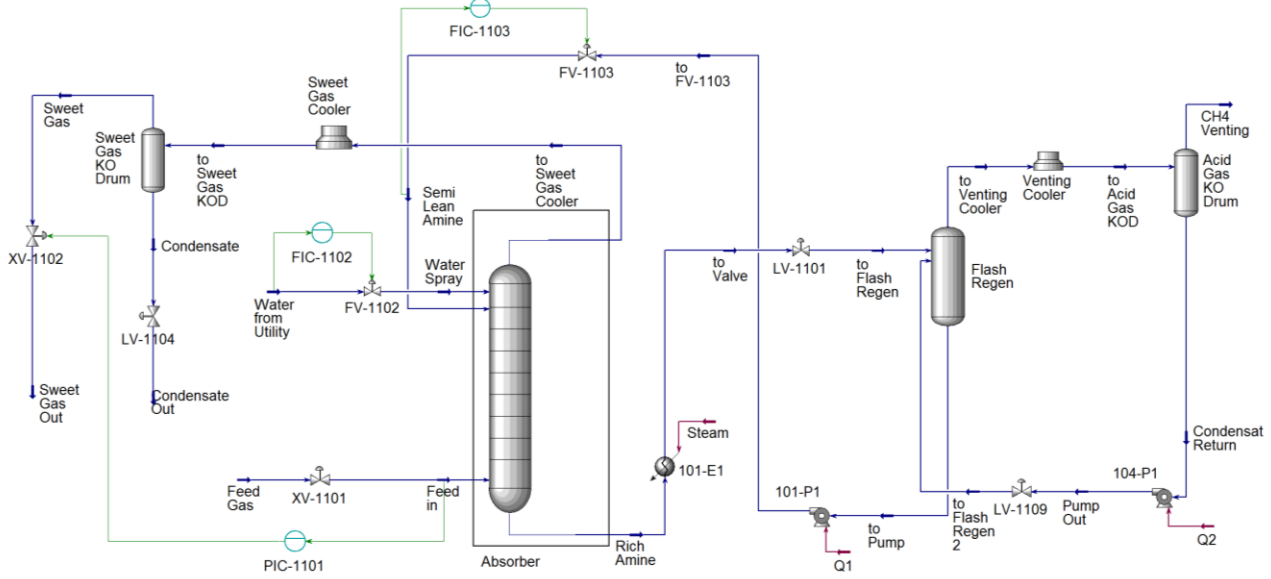 FIC-1103
FV-1103
to
FV-1103
Sweet
Gas
Cooler
Sweet
Gas
Sweet
Gas
KO
Drum
to
Sweet
Gas
KOD
to
Sweet
Gas
Cooler
CH4
Venting
Acid
Gas
KO
Drum
to
Venting
Cooler
Venting
Cooler
to
Acid
Gas
KOD
Semi
Lean
Amine
XV-1102
Condensate
FIC-1102
Water
Spray
Water
from
Utility
FV-1102
to
Valve
LV-1101
to
Flash
Regen
Flash
Regen
LV-1104
Sweet
Gas
Out
Condensate
Out
Steam
101-E1
Condensat
Return
Feed
Gas
XV-1101
Feed
in
101-P1
to
Pump
to
Flash
Regen
2
LV-1109
Pump
Out
104-P1
PIC-1101
Absorber
Rich
Amine
Q1
Q2